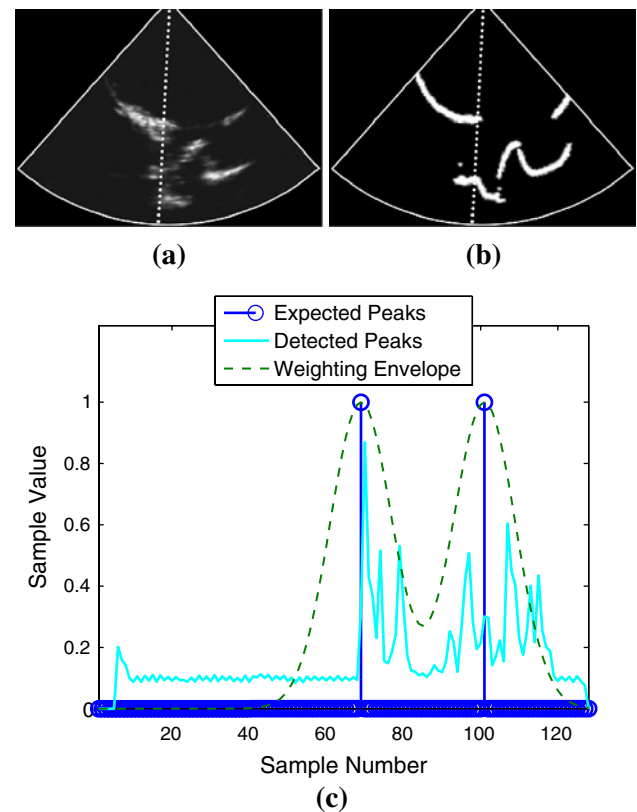 (a)
(b)
Expected Peaks
Detected Peaks
Weighting Envelope
1
0.8
0.6
0.4
0.2
0
Sample Value
20
40
60
80
100
120
Sample Number
(c)